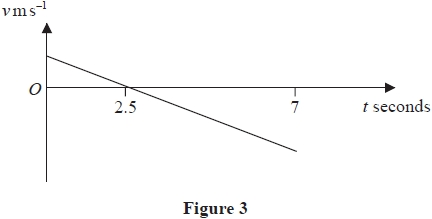 v m s⁻¹
O
2.5
7
t seconds
Figure 3